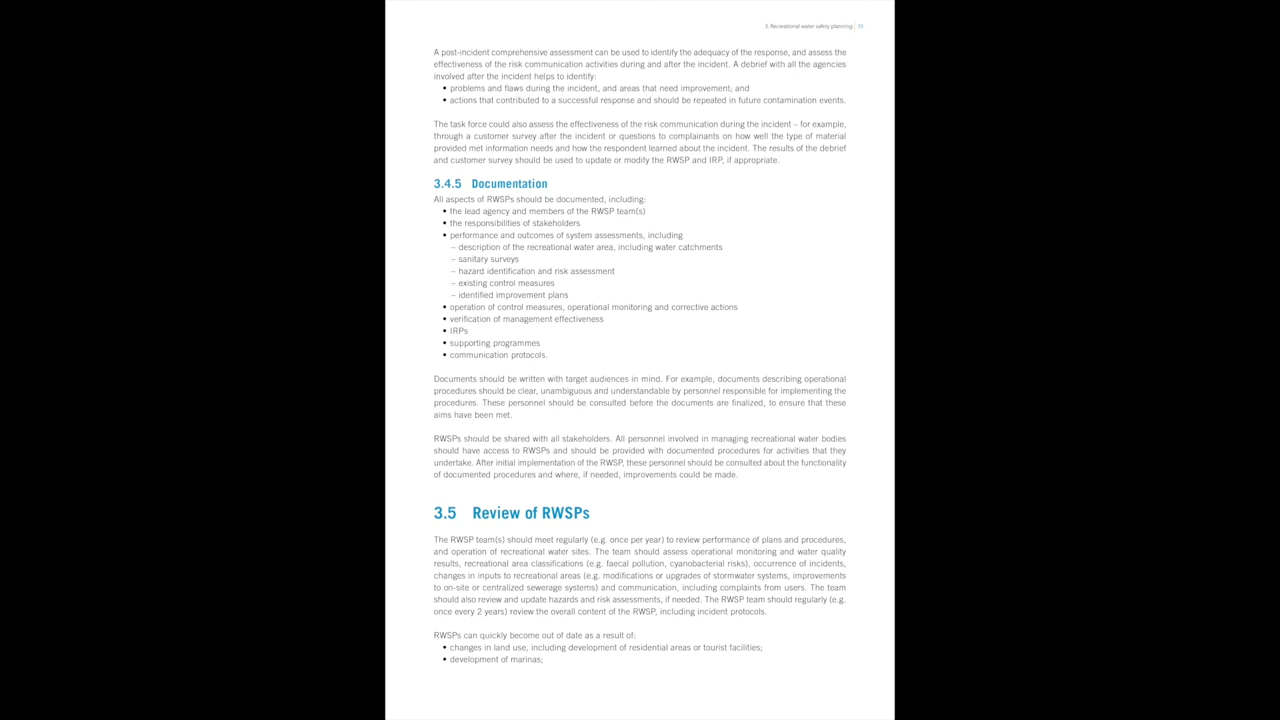 3. Recreational water safety planning 39
A post-incident comprehensive assessment can be used to identify the adequacy of the response, and assess the
effectiveness of the risk communication activities during and after the incident. A debrief with all the agencies
involved after the incident helps to identify:
• problems and flaws during the incident, and areas that need improvement; and
• actions that contributed to a successful response and should be repeated in future contamination events.
The task force could also assess the effectiveness of the risk communication during the incident – for example,
through a customer survey after the incident or questions to complainants on how well the type of material
provided met information needs and how the respondent learned about the incident. The results of the debrief
and customer survey should be used to update or modify the RWSP and IRP, if appropriate.
3.4.5 Documentation
All aspects of RWSPs should be documented, including:
• the lead agency and members of the RWSP team(s)
• the responsibilities of stakeholders
• performance and outcomes of system assessments, including
– description of the recreational water area, including water catchments
– sanitary surveys
– hazard identification and risk assessment
– existing control measures
– identified improvement plans
• operation of control measures, operational monitoring and corrective actions
• verification of management effectiveness
• IRPs
• supporting programmes
• communication protocols.
Documents should be written with target audiences in mind. For example, documents describing operational
procedures should be clear, unambiguous and understandable by personnel responsible for implementing the
procedures. These personnel should be consulted before the documents are finalized, to ensure that these
aims have been met.
RWSPs should be shared with all stakeholders. All personnel involved in managing recreational water bodies
should have access to RWSPs and should be provided with documented procedures for activities that they
undertake. After initial implementation of the RWSP, these personnel should be consulted about the functionality
of documented procedures and where, if needed, improvements could be made.
3.5 Review of RWSPs
The RWSP team(s) should meet regularly (e.g. once per year) to review performance of plans and procedures,
and operation of recreational water sites. The team should assess operational monitoring and water quality
results, recreational area classifications (e.g. faecal pollution, cyanobacterial risks), occurrence of incidents,
changes in inputs to recreational areas (e.g. modifications or upgrades of stormwater systems, improvements
to on-site or centralized sewerage systems) and communication, including complaints from users. The team
should also review and update hazards and risk assessments, if needed. The RWSP team should regularly (e.g.
once every 2 years) review the overall content of the RWSP, including incident protocols.
RWSPs can quickly become out of date as a result of:
• changes in land use, including development of residential areas or tourist facilities;
• development of marinas;